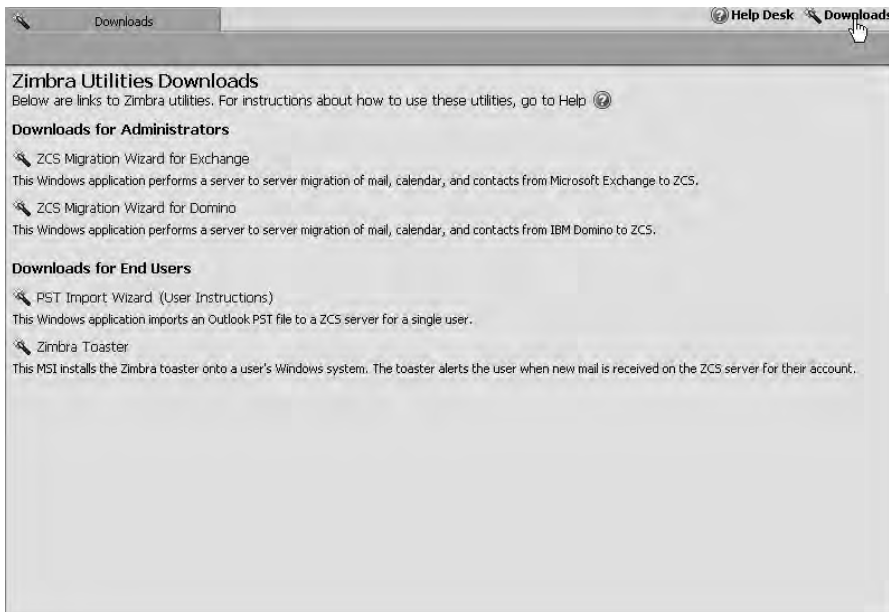 Downloads
Help Desk Downloads
Zimbra Utilities Downloads
Below are links to Zimbra utilities. For instructions about how to use these utilities, go to Help
Downloads for Administrators
ZCS Migration Wizard for Exchange
This Windows application performs a server to server migration of mail, calendar, and contacts from Microsoft Exchange to ZCS.
ZCS Migration Wizard for Domino
This Windows application performs a server to server migration of mail, calendar, and contacts from IBM Domino to ZCS.
Downloads for End Users
PST Import Wizard (User Instructions)
This Windows application imports an Outlook PST file to a ZCS server for a single user.
Zimbra Toaster
This MSI installs the Zimbra toaster onto a user's Windows system. The toaster alerts the user when new mail is received on the ZCS server for their account.